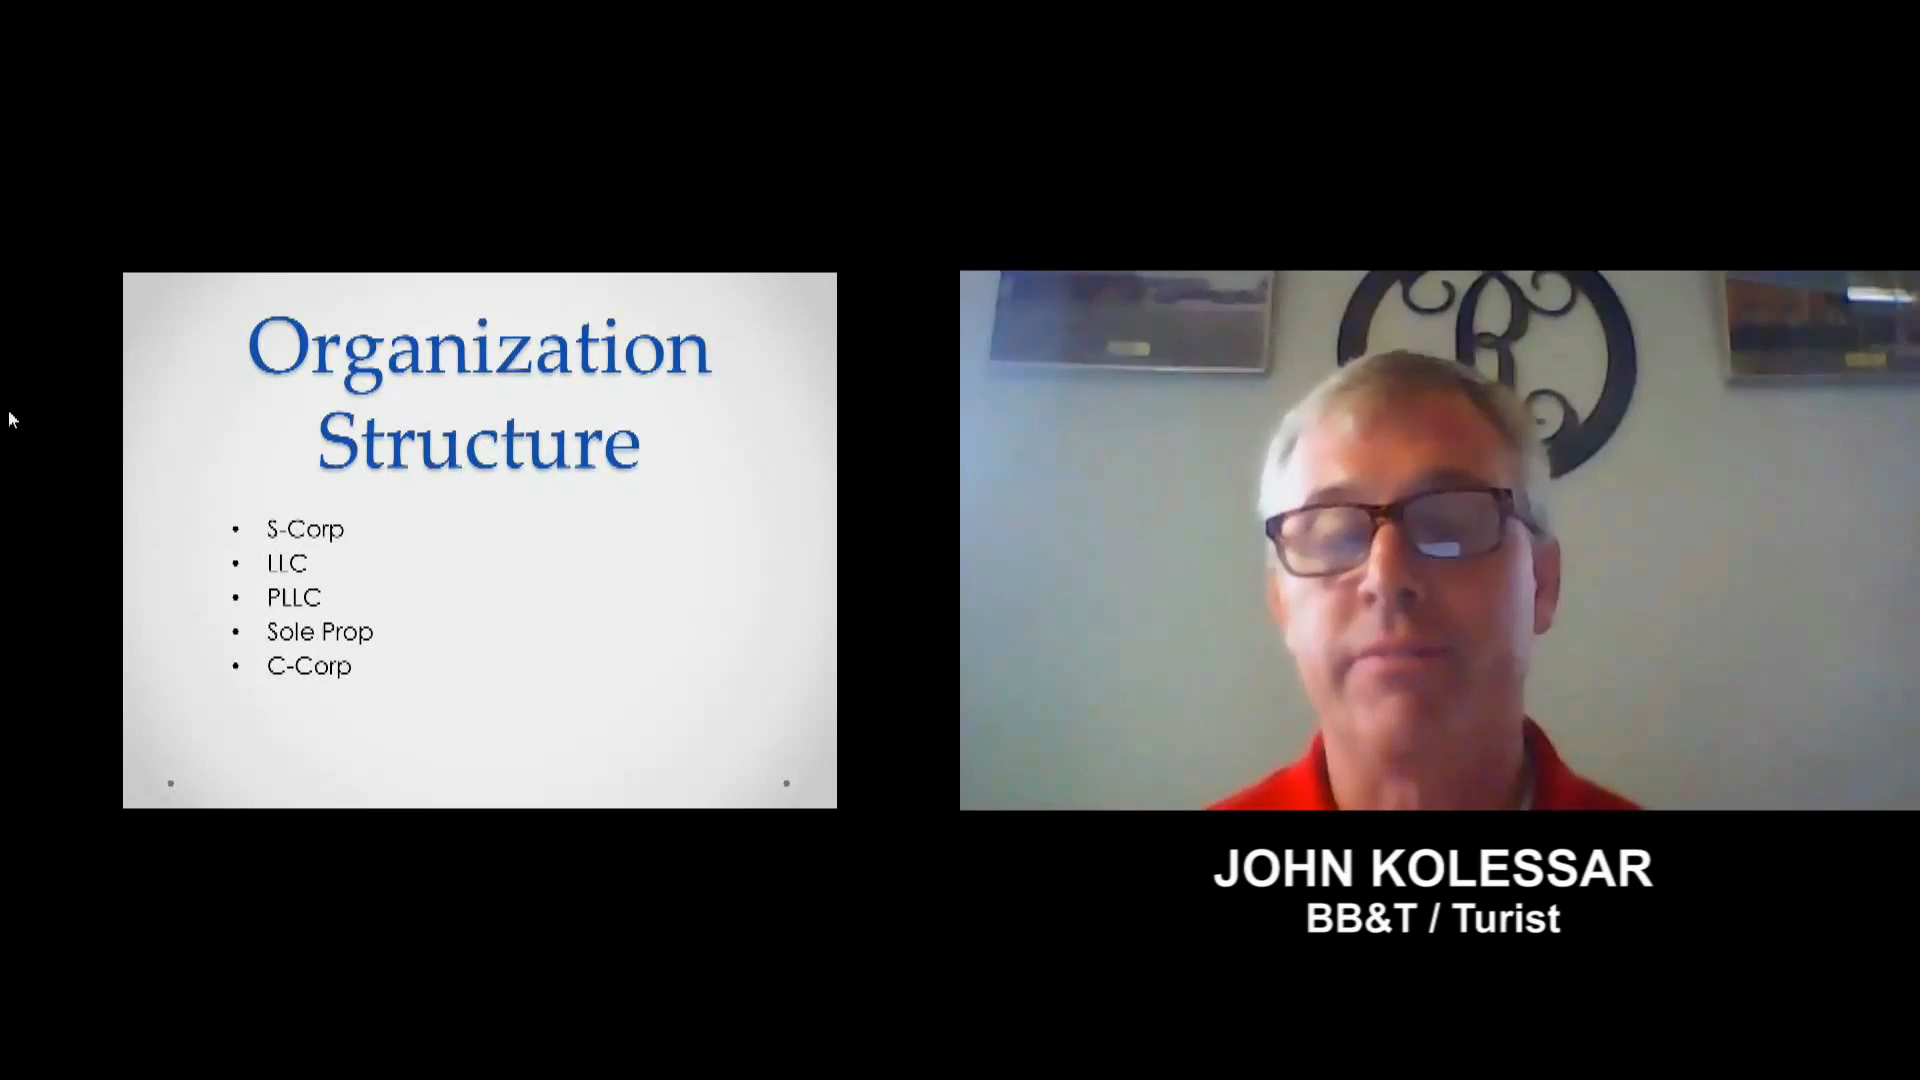 Organization
Structure
• S-Corp
• LLC
• PLLC
• Sole Prop
• C-Corp
JOHN KOLESSAR
BB&T / Turist